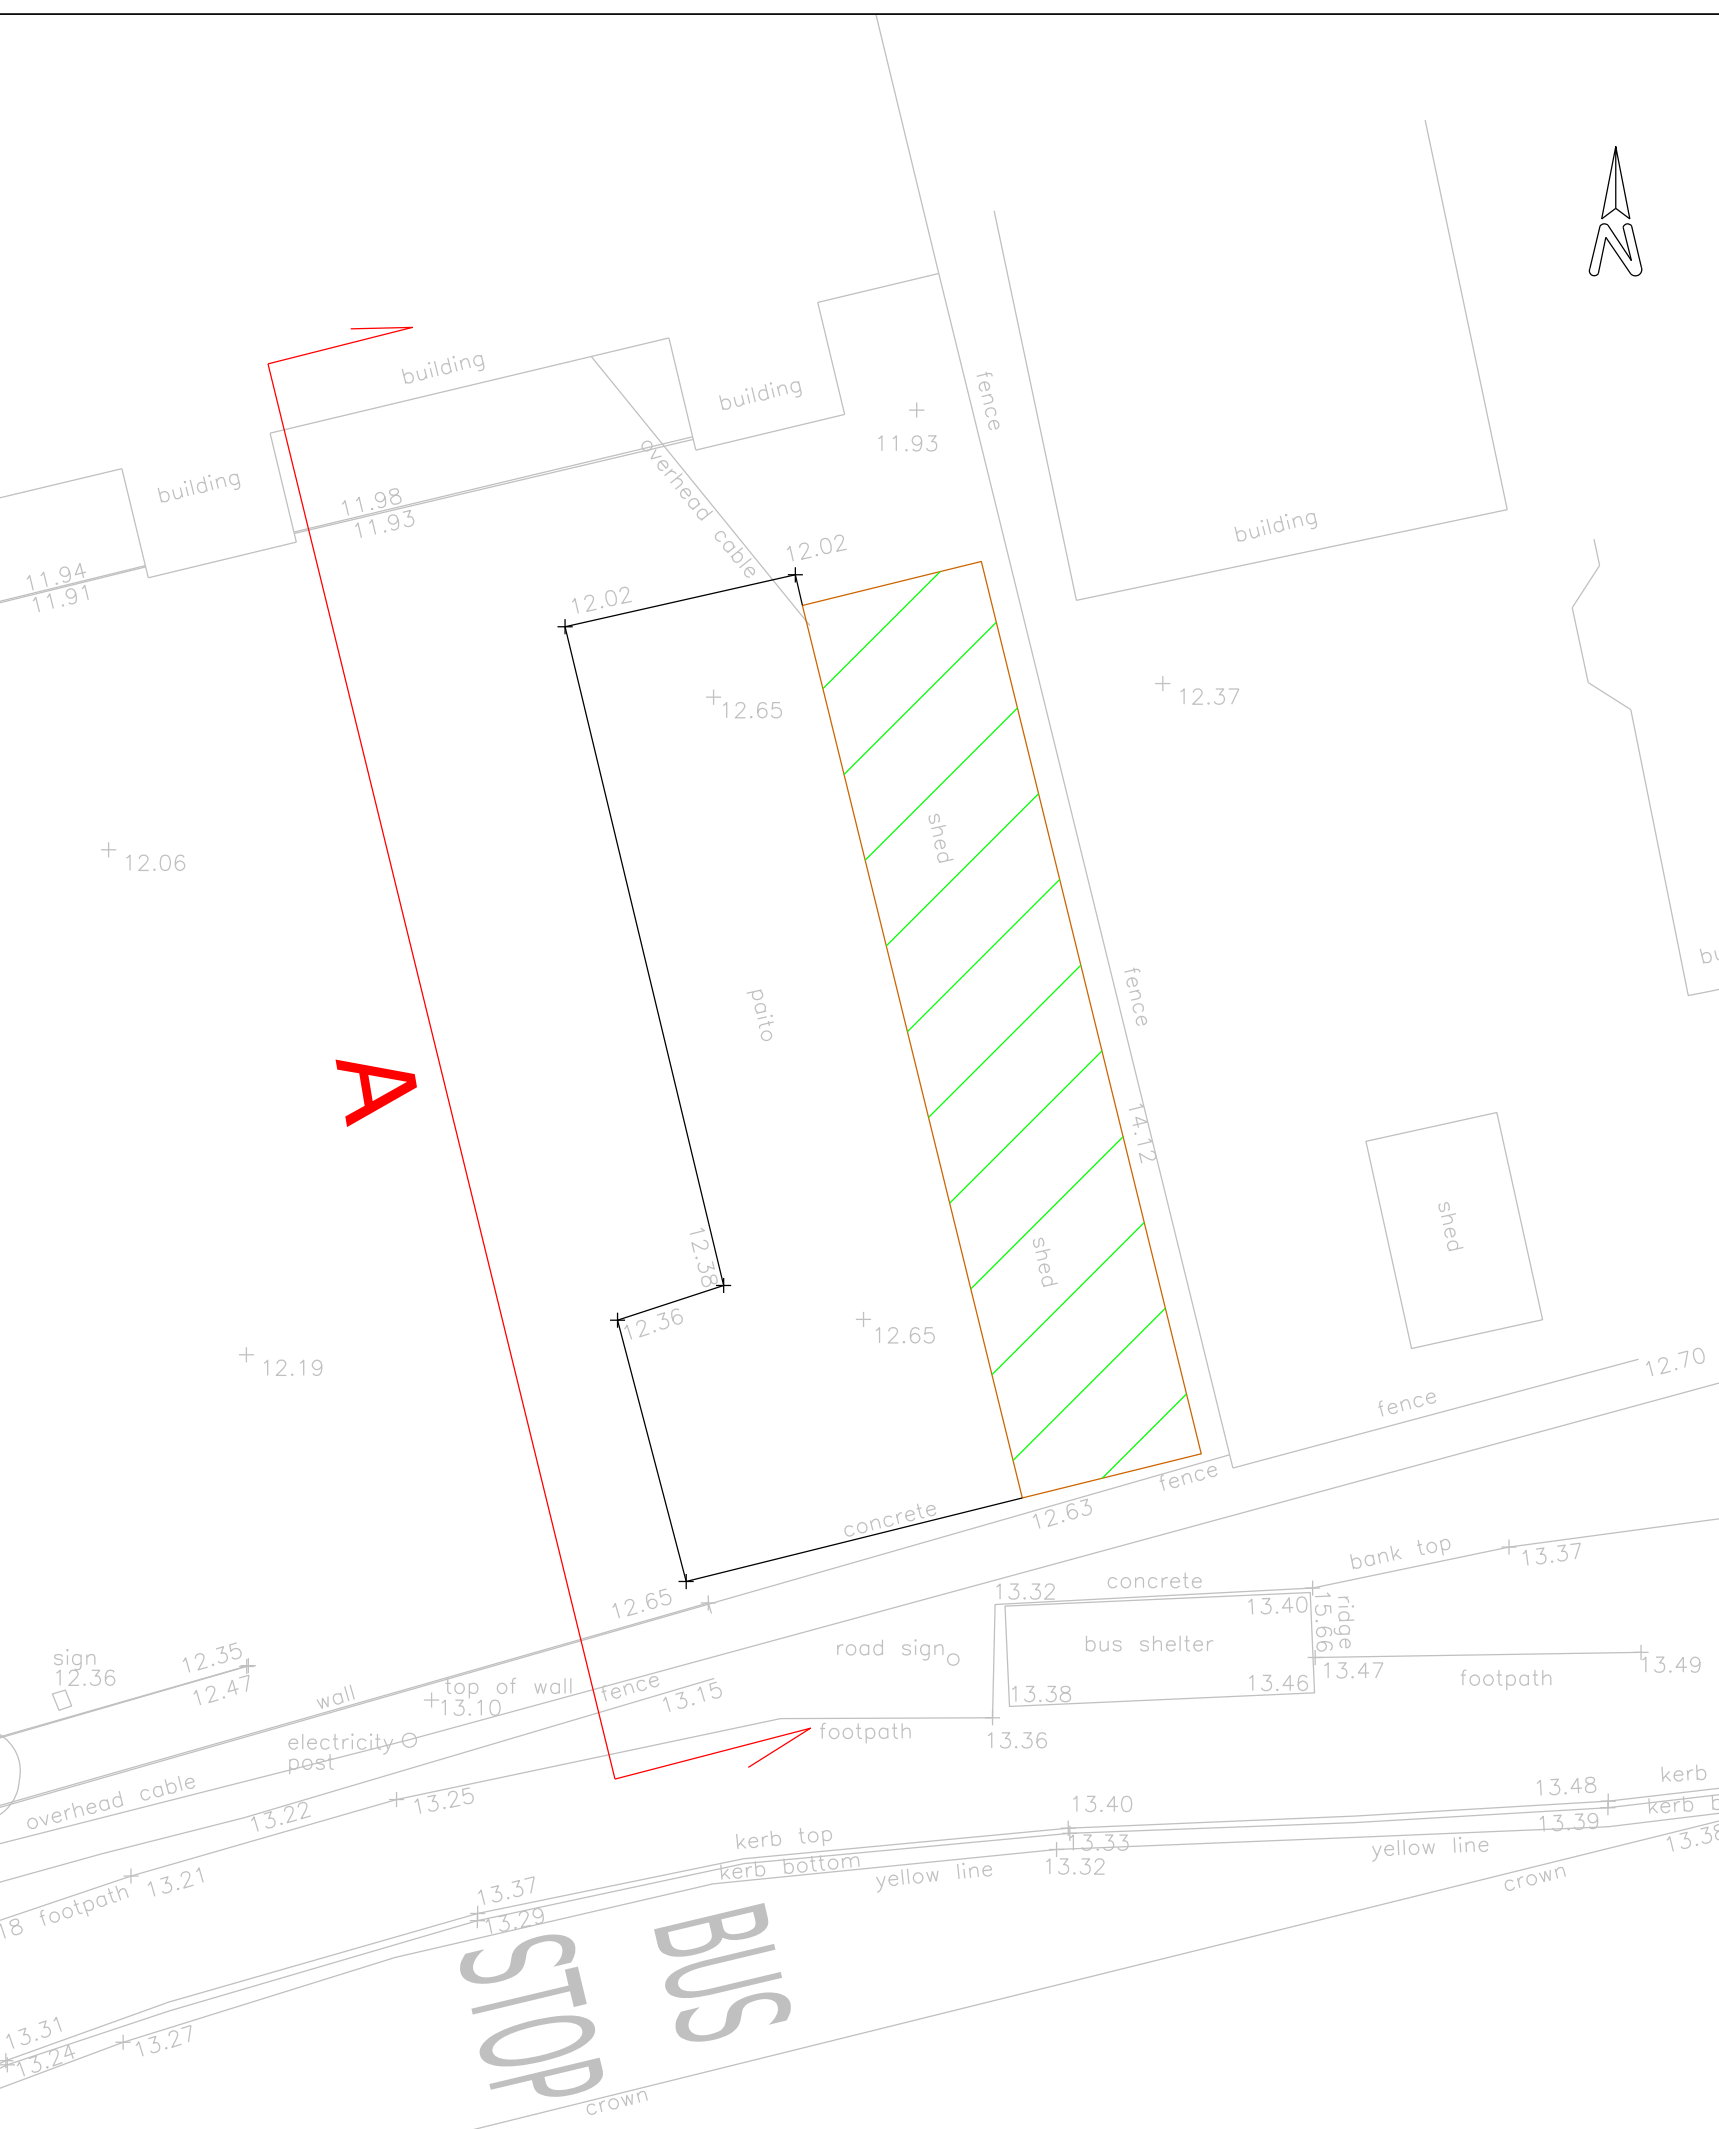 N
building
building
fence
11.93
building
11.98
11.93
overhead cable
building
12.02
11.94
11.91
12.02
12.65
12.37
shed
12.06
bu
fence
paito
A
14.12
shed
12.38
shed
12.36
12.65
12.19
12.70
fence
fence
concrete
12.63
bank top
13.37
concrete
13.32
13.40
15.66
ridge
12.65
road sign
bus shelter
sign
12.36
12.35
12.47
13.47
13.49
footpath
13.46
13.38
wall
top of wall
fence
13.10
13.15
footpath
13.36
electricity
post
overhead cable
13.22
13.25
13.40
13.48
kerb
kerb b
13.39
13.38
kerb top
13.33
yellow line
kerb bottom
yellow line
13.32
crown
13.21
18 footpath
13.37
13.29
BUS
STOP
13.31
13.24
13.27
crown